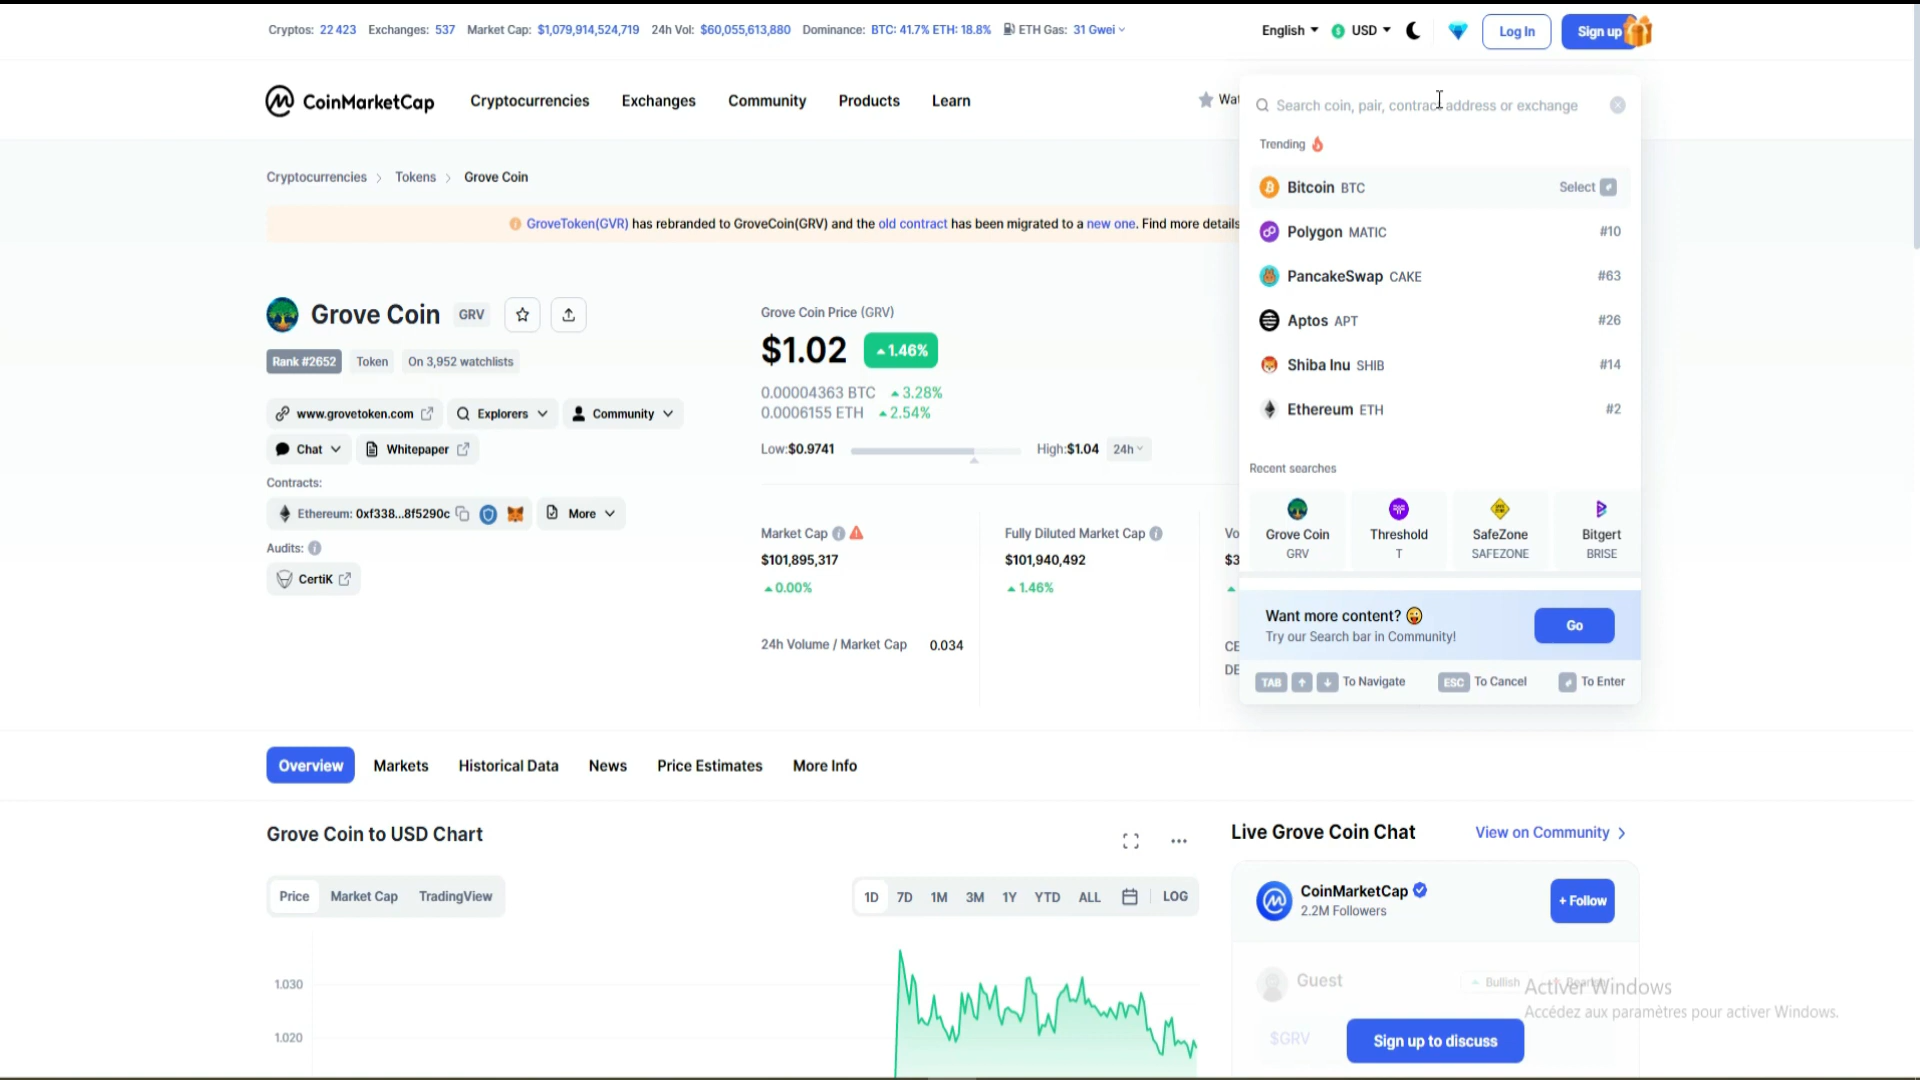 Cryptos: 22 423 Exchanges: 537 Market Cap: $1,079,914,524,719 24h Vol: $60,055,613,880 Dominance: BTC: 41.7% ETH: 18.8% ETH Gas: 31 Gwei
English USD Log In Sign up
CoinMarketCap Cryptocurrencies Exchanges Community Products Learn
Search coin, pair, contract address or exchange
Trending
Bitcoin BTC Select
Polygon MATIC #10
PancakeSwap CAKE #63
Aptos APT #26
Shiba Inu SHIB #14
Ethereum ETH #2
Recent searches
Grove Coin Threshold SafeZone Bitgert
GRV T SAFEZONE BRISE
Want more content?
Try our Search bar in Community!
Go
TAB To Navigate ESC To Cancel To Enter
Cryptocurrencies > Tokens > Grove Coin
GroveToken(GVR) has rebranded to GroveCoin(GRV) and the old contract has been migrated to a new one. Find more details
Grove Coin GRV
Rank #2652 Token On 3,952 watchlists
www.grovetoken.com Explorers Community
Chat Whitepaper
Contracts:
Ethereum: 0xf338...8f5290c More
Audits:
CertiK
Grove Coin Price (GRV)
$1.02 1.46%
0.00004363 BTC 3.28%
0.0006155 ETH 2.54%
Low:$0.9741 High:$1.04 24h
Market Cap Fully Diluted Market Cap
$101,895,317 $101,940,492
0.00% 1.46%
24h Volume / Market Cap 0.034
Overview Markets Historical Data News Price Estimates More Info
Grove Coin to USD Chart
Price Market Cap TradingView 1D 7D 1M 3M 1Y YTD ALL LOG
1.030
1.020
Live Grove Coin Chat View on Community
CoinMarketCap
2.2M Followers
+ Follow
Guest Bullish
$GRV
Sign up to discuss
Activer Windows
Accédez aux paramètres pour activer Windows.